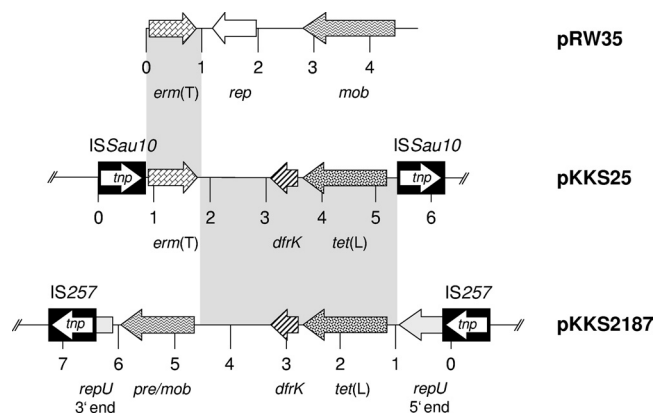 pRW35
0 1 2 3 4
erm(T) rep mob
ISSau10 ISSau10
tnp tnp
pKKS25
0 1 2 3 4 5 6
erm(T) dfrK tet(L)
IS257 IS257
tnp tnp
pKKS2187
7 6 5 4 3 2 1 0
repU pre/mob dfrK tet(L) repU
3' end 5' end